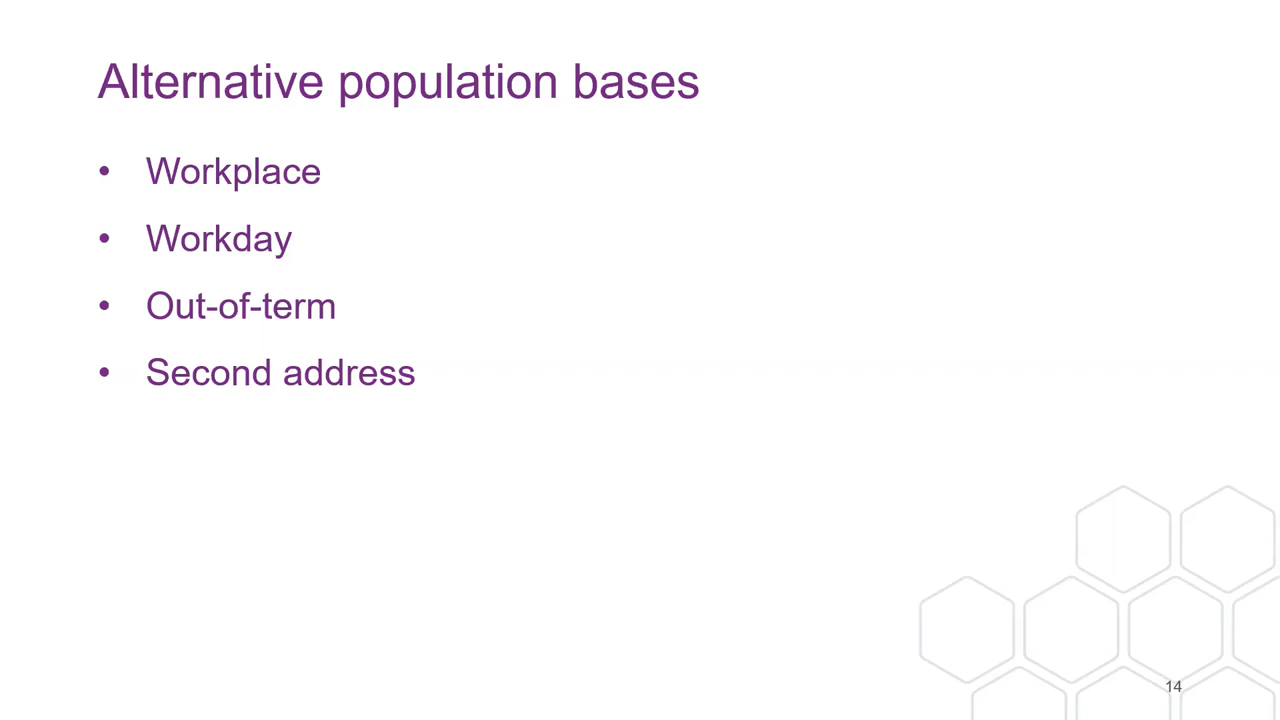 Alternative population bases
• Workplace
• Workday
• Out-of-term
• Second address
14